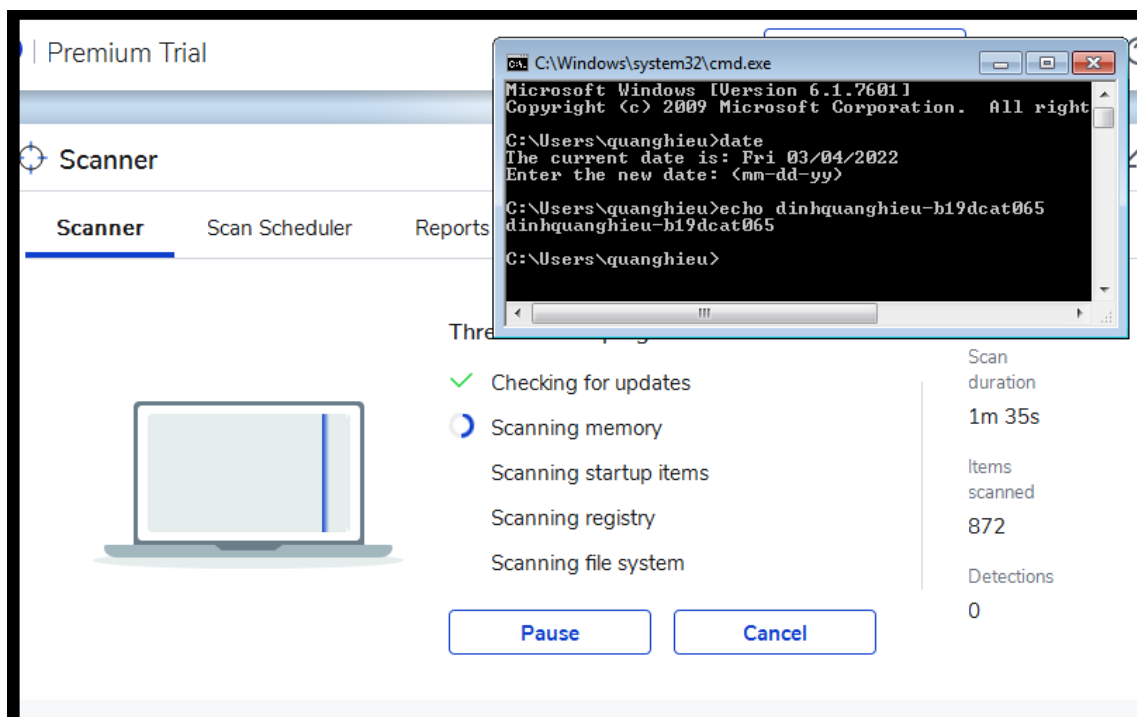 Premium Trial
C:\Windows\system32\cmd.exe
Microsoft Windows [Version 6.1.7601]
Copyright (c) 2009 Microsoft Corporation.  All right
C:\Users\quanghieu>date
The current date is: Fri 03/04/2022
Enter the new date: (mm-dd-yy)
C:\Users\quanghieu>echo dinhquanghieu-b19dcat065
dinhquanghieu-b19dcat065
C:\Users\quanghieu>
Scanner
Scanner
Scan Scheduler
Reports
Thre
Checking for updates
Scanning memory
Scanning startup items
Scanning registry
Scanning file system
Pause
Cancel
Scan
duration
1m 35s
Items
scanned
872
Detections
0